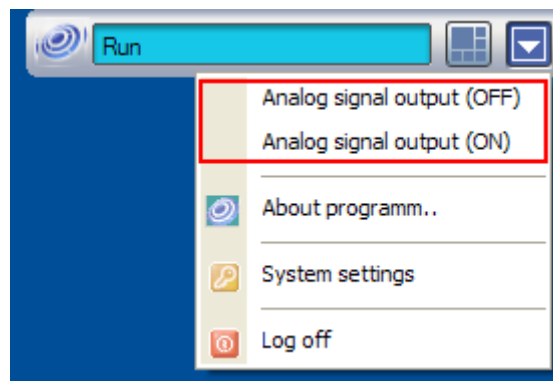 Run
Analog signal output (OFF)
Analog signal output (ON)
About programm..
System settings
Log off